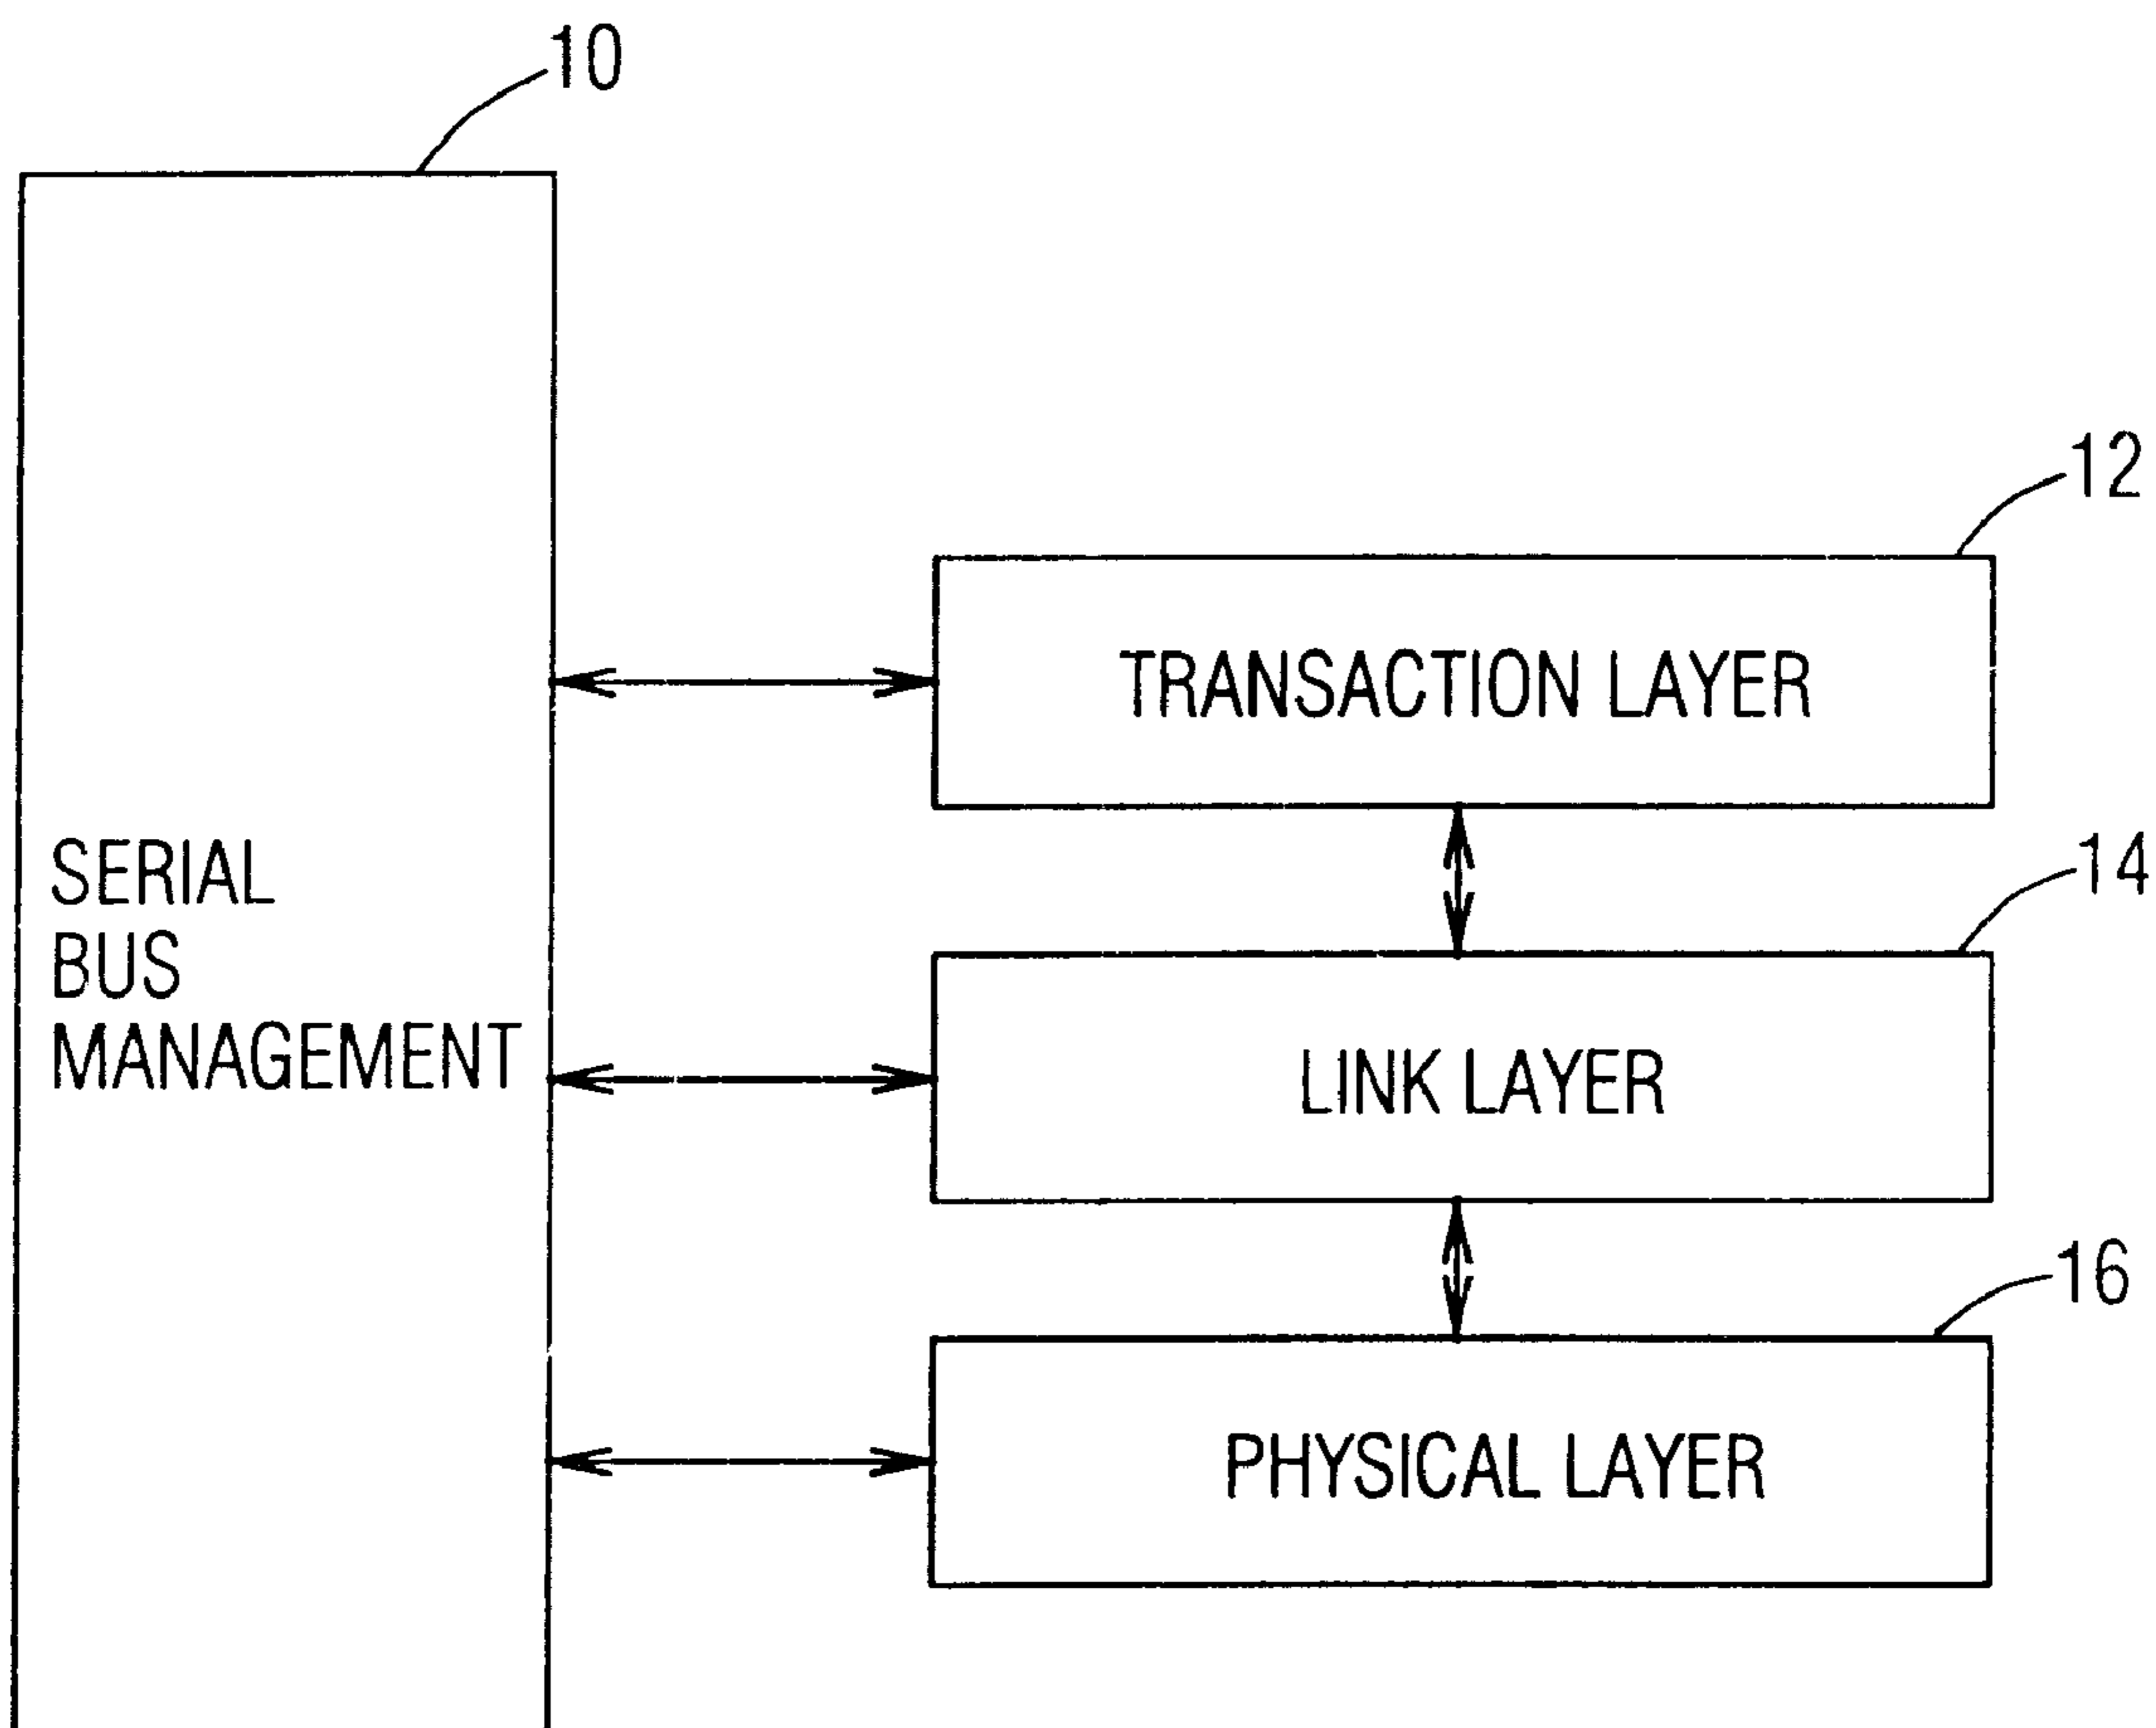 10
12
TRANSACTION LAYER
14
SERIAL
BUS
MANAGEMENT
LINK LAYER
16
PHYSICAL LAYER